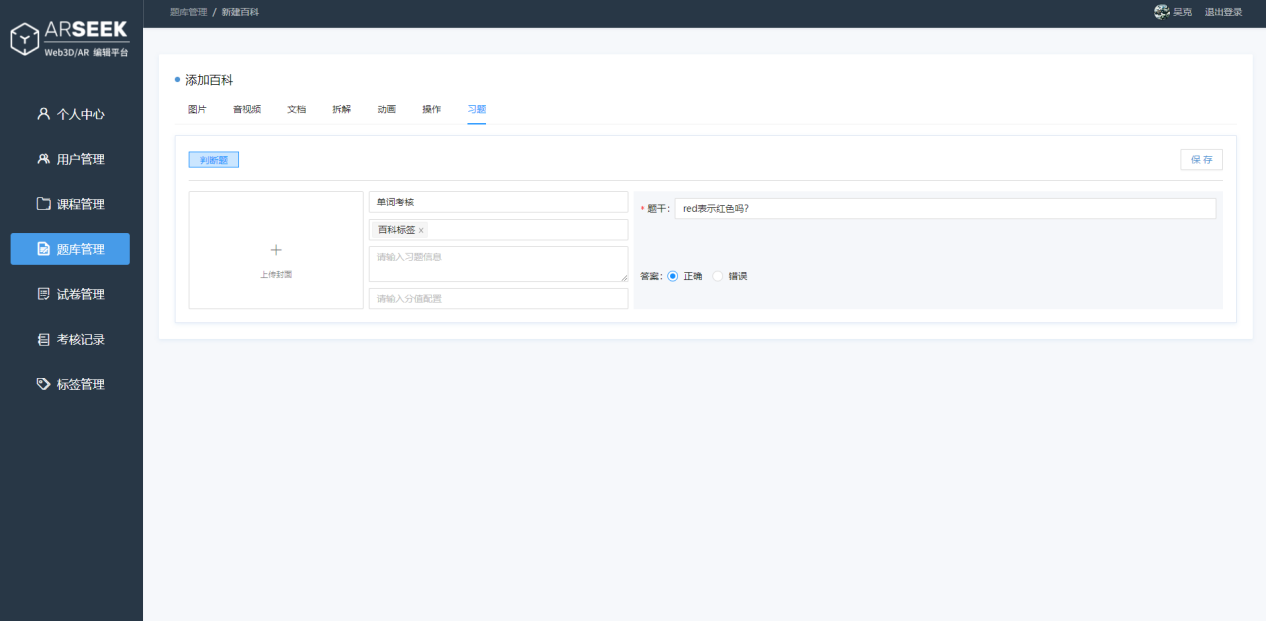 题库管理 / 新建百科
吴克 退出登录
ARSEEK
Web3D/AR 编辑平台
个人中心
用户管理
课程管理
题库管理
试卷管理
考核记录
标签管理
添加百科
图片 音视频 文档 拆解 动画 操作 习题
判断题
保存
上传封面
单词考核
百科标签 ×
请输入习题信息
请输入分值配置
* 题干: red表示红色吗?
答案: 正确 错误